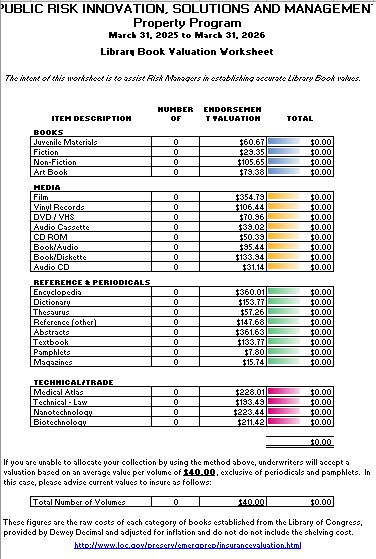 PUBLIC RISK INNOVATION, SOLUTIONS AND MANAGEMENT
Property Program
March 31, 2025 to March 31, 2026
Library Book Valuation Worksheet
The intent of this worksheet is to assist Risk Managers in establishing accurate Library Book values.
ITEM DESCRIPTION NUMBER OF ENDORSEMEN T VALUATION TOTAL
BOOKS
Juvenile Materials 0 $60.67 $0.00
Fiction 0 $29.35 $0.00
Non-Fiction 0 $105.65 $0.00
Art Book 0 $79.38 $0.00
MEDIA
Film 0 $354.79 $0.00
Vinyl Records 0 $106.44 $0.00
DVD / VHS 0 $70.96 $0.00
Audio Cassette 0 $39.02 $0.00
CD ROM 0 $50.39 $0.00
Book/Audio 0 $95.44 $0.00
Book/Diskette 0 $133.94 $0.00
Audio CD 0 $31.14 $0.00
REFERENCE & PERIODICALS
Encyclopedia 0 $360.01 $0.00
Dictionary 0 $153.77 $0.00
Thesaurus 0 $57.26 $0.00
Reference (other) 0 $147.68 $0.00
Abstracts 0 $361.63 $0.00
Textbook 0 $133.77 $0.00
Pamphlets 0 $7.80 $0.00
Magazines 0 $15.74 $0.00
TECHNICAL/TRADE
Medical Atlas 0 $228.01 $0.00
Technical - Law 0 $193.49 $0.00
Nanotechnology 0 $223.44 $0.00
Biotechnology 0 $211.42 $0.00
$0.00
If you are unable to allocate your collection by using the method above, underwriters will accept a
valuation based on an average value per volume of $40.00, exclusive of periodicals and pamphlets. In
this case, please advise current values to insure as follows:
Total Number of Volumes 0 $40.00 $0.00
These figures are the raw costs of each category of books established from the Library of Congress,
provided by Dewey Decimal and adjusted for inflation and do not do not include the shelving cost.
http://www.loc.gov/preserv/emergprep/insurancevaluation.html